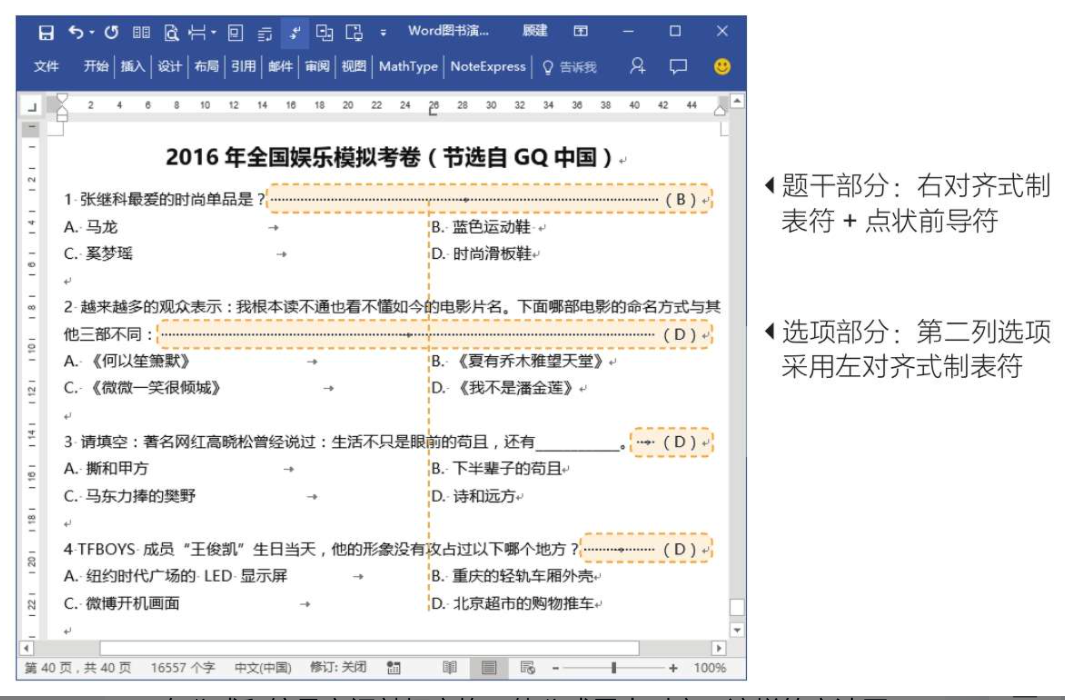 Word图书演... 顾建
文件 开始 插入 设计 布局 引用 邮件 审阅 视图 MathType NoteExpress 告诉我
2 4 6 8 10 12 14 16 18 20 22 24 26 28 30 32 34 36 38 40 42 44
2016 年全国娱乐模拟考卷（节选自 GQ 中国）
1 张继科最爱的时尚单品是？（B）
A. 马龙 B. 蓝色运动鞋
C. 奚梦瑶 D. 时尚滑板鞋
2 越来越多的观众表示：我根本读不通也看不懂如今的电影片名。下面哪部电影的命名方式与其
他三部不同：（D）
A. 《何以笙箫默》 B. 《夏有乔木雅望天堂》
C. 《微微一笑很倾城》 D. 《我不是潘金莲》
3 请填空：著名网红高晓松曾经说过：生活不只是眼前的苟且，还有__________。（D）
A. 撕和甲方 B. 下半辈子的苟且
C. 马东力捧的樊野 D. 诗和远方
4 TFBOYS 成员“王俊凯”生日当天，他的形象没有攻占过以下哪个地方？（D）
A. 纽约时代广场的 LED 显示屏 B. 重庆的轻轨车厢外壳
C. 微博开机画面 D. 北京超市的购物推车
第 40 页，共 40 页 16557 个字 中文(中国) 修订: 关闭 100%
题干部分：右对齐式制
表符 + 点状前导符
选项部分：第二列选项
采用左对齐式制表符